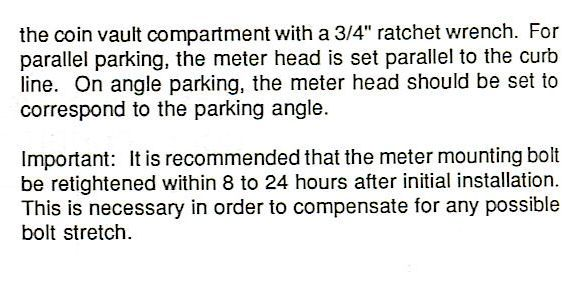 the coin vault compartment with a 3/4" ratchet wrench. For
parallel parking, the meter head is set parallel to the curb
line. On angle parking, the meter head should be set to
correspond to the parking angle.
Important: It is recommended that the meter mounting bolt
be retightened within 8 to 24 hours after initial installation.
This is necessary in order to compensate for any possible
bolt stretch.